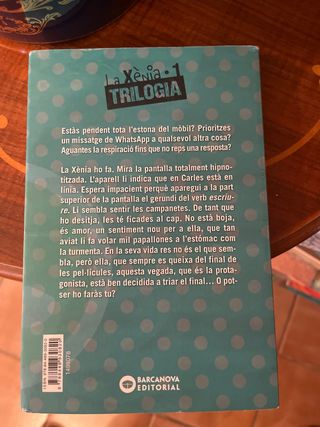 La Xènia • 1
TRILOGIA
Estàs pendent tota l'estona del mòbil? Prioritzes
un missatge de WhatsApp a qualsevol altra cosa?
Aguantes la respiració fins que no reps una resposta?
La Xènia ho fa. Mira la pantalla totalment hipno-
titzada. L'aparell li indica que en Carles està en
línia. Espera impacient perquè aparegui a la part
superior de la pantalla el gerundi del verb escriure.
Li sembla sentir les campanetes. De tant que
ho desitja, les té ficades al cap. No està boja,
és amor, un sentiment nou per a ella, que tan
aviat li fa volar mil papallones a l'estómac com
la turmenta. En la seva vida res no és el que sem-
bla, però ella, que sempre es queixa del final de
les pel·lícules, aquesta vegada, que és la prota-
gonista, està ben decidida a triar el final... O pot-
ser ho faràs tu?
BARCANOVA
EDITORIAL